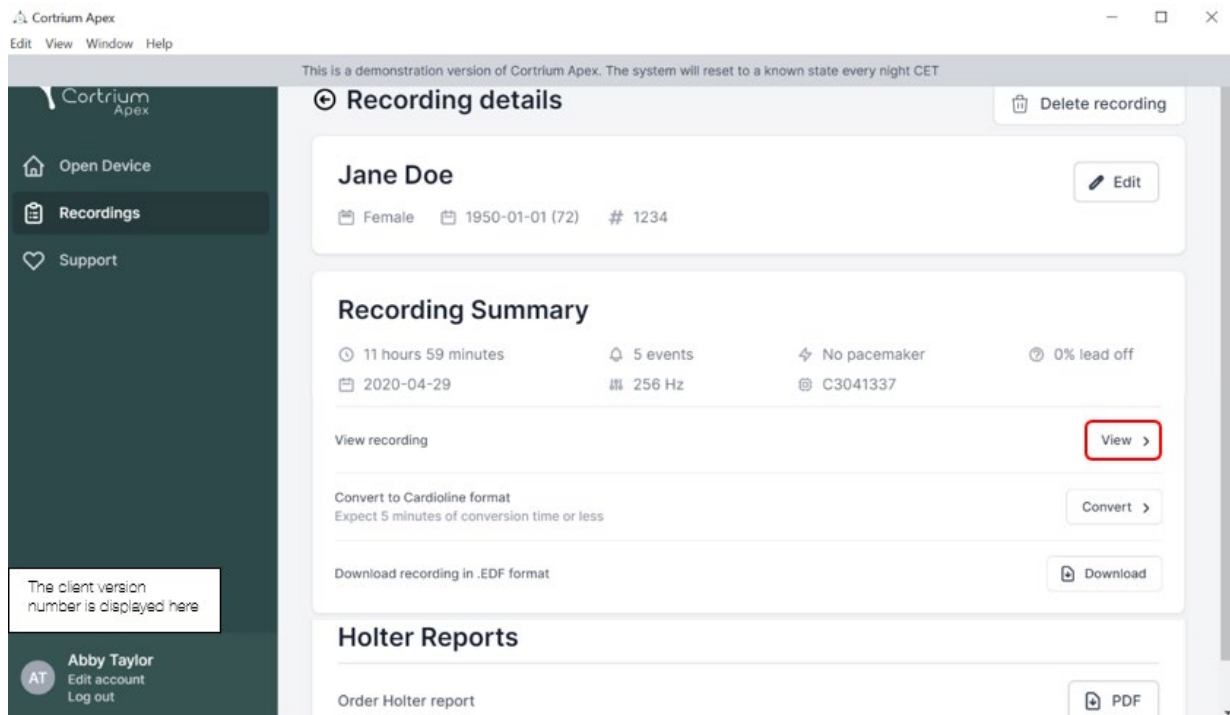 Cortrium Apex
Edit View Window Help
This is a demonstration version of Cortrium Apex. The system will reset to a known state every night CET
Cortrium
Apex
Open Device
Recordings
Support
The client version
number is displayed here
AT
Abby Taylor
Edit account
Log out
Recording details
Delete recording
Jane Doe
Edit
Female 1950-01-01 (72) # 1234
Recording Summary
11 hours 59 minutes 5 events No pacemaker 0% lead off
2020-04-29 256 Hz C3041337
View recording View >
Convert to Cardioline format
Expect 5 minutes of conversion time or less
Convert >
Download recording in .EDF format Download
Holter Reports
Order Holter report PDF